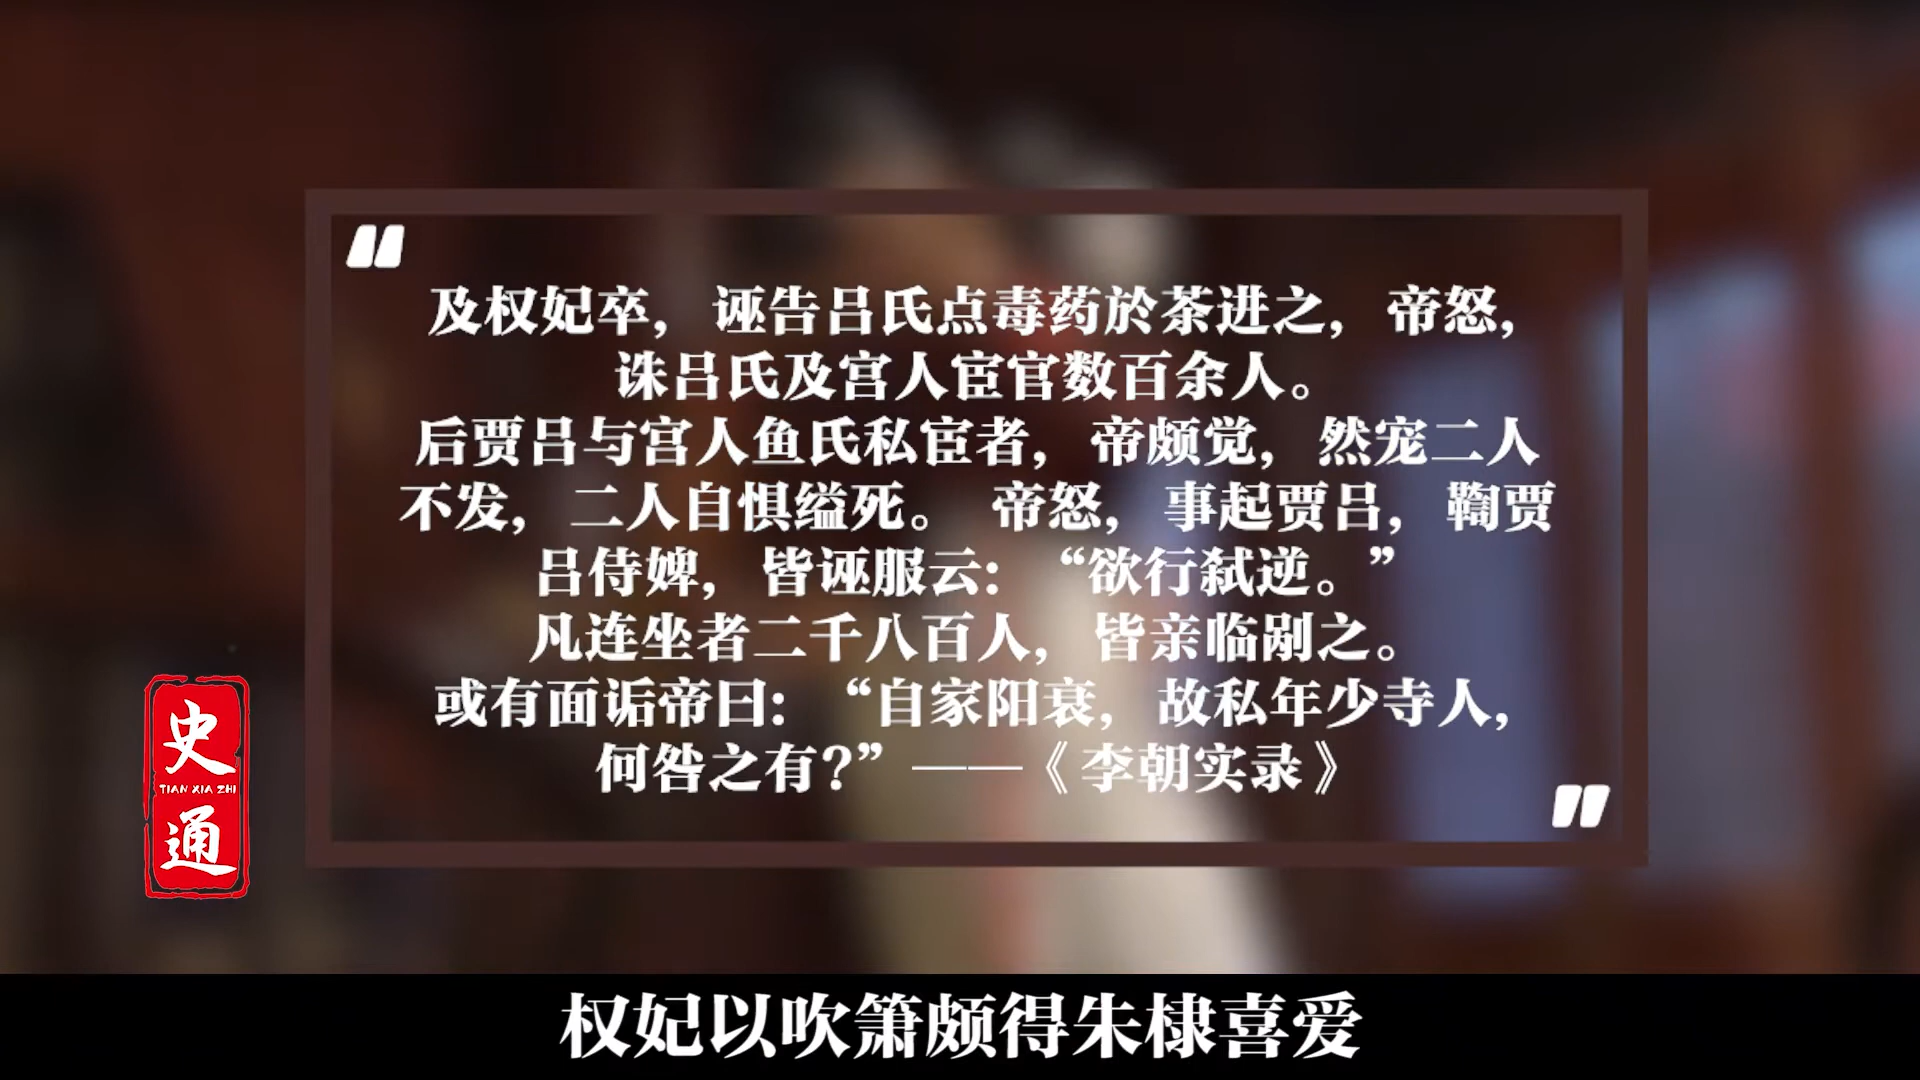 及权妃卒，诬告吕氏点毒药於茶进之，帝怒，
诛吕氏及宫人宦官数百余人。
后贾吕与宫人鱼氏私宦者，帝颇觉，然宠二人
不发，二人自惧缢死。帝怒，事起贾吕，鞫贾
吕侍婢，皆诬服云：“欲行弑逆。”
凡连坐者二千八百人，皆亲临剐之。
或有面诟帝曰：“自家阳衰，故私年少寺人，
何咎之有？”——《李朝实录》
史
TIAN XIA ZHI
通
权妃以吹箫颇得朱棣喜爱